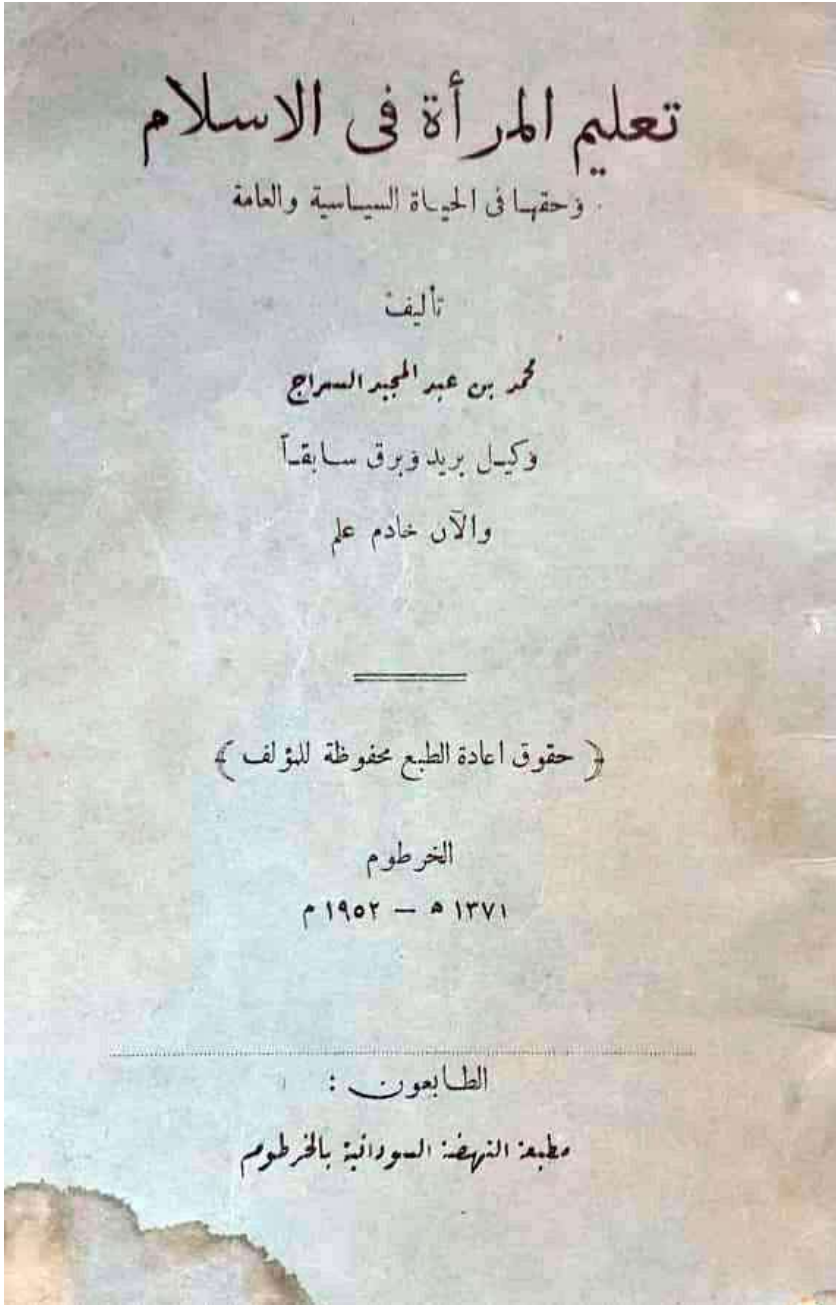 تعليم المرأة فى الاسلام
وحقها فى الحياة السياسية والعامة
تأليف
محمد بن عبد المجيد السراج
وكيل بريد وبرق سابقاً
والآن خادم علم
( حقوق اعادة الطبع محفوظة للمؤلف )
الخرطوم
١٣٧١ ه – ١٩٥٢ م
الطابعون :
مطبعة النهضة السودانية بالخرطوم